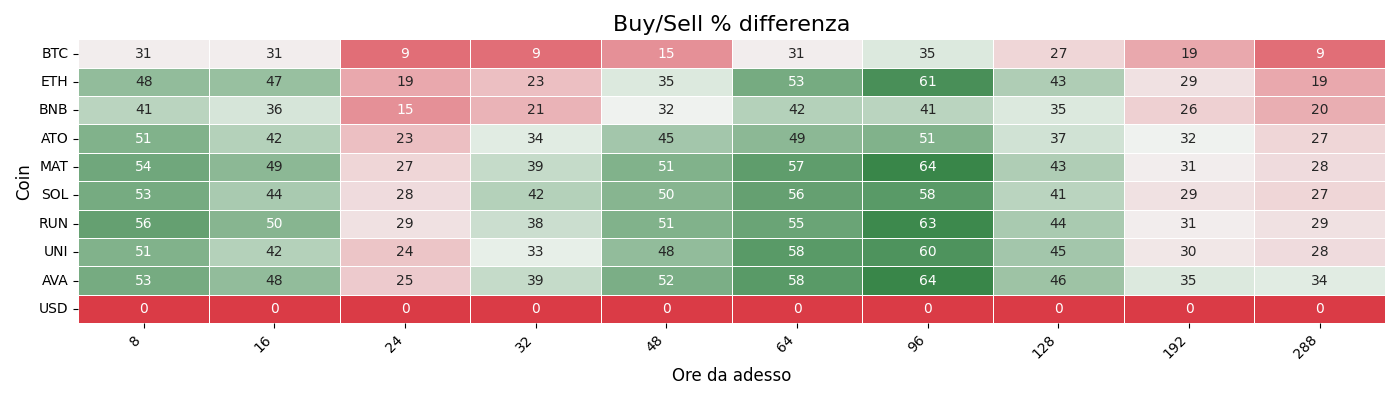 Buy/Sell % differenza
BTC 31 31 9 9 15 31 35 27 19 9
ETH 48 47 19 23 35 53 61 43 29 19
BNB 41 36 15 21 32 42 41 35 26 20
ATO 51 42 23 34 45 49 51 37 32 27
MAT 54 49 27 39 51 57 64 43 31 28
SOL 53 44 28 42 50 56 58 41 29 27
RUN 56 50 29 38 51 55 63 44 31 29
UNI 51 42 24 33 48 58 60 45 30 28
AVA 53 48 25 39 52 58 64 46 35 34
USD 0 0 0 0 0 0 0 0 0 0
Coin
8 16 24 32 48 64 96 128 192 288
Ore da adesso